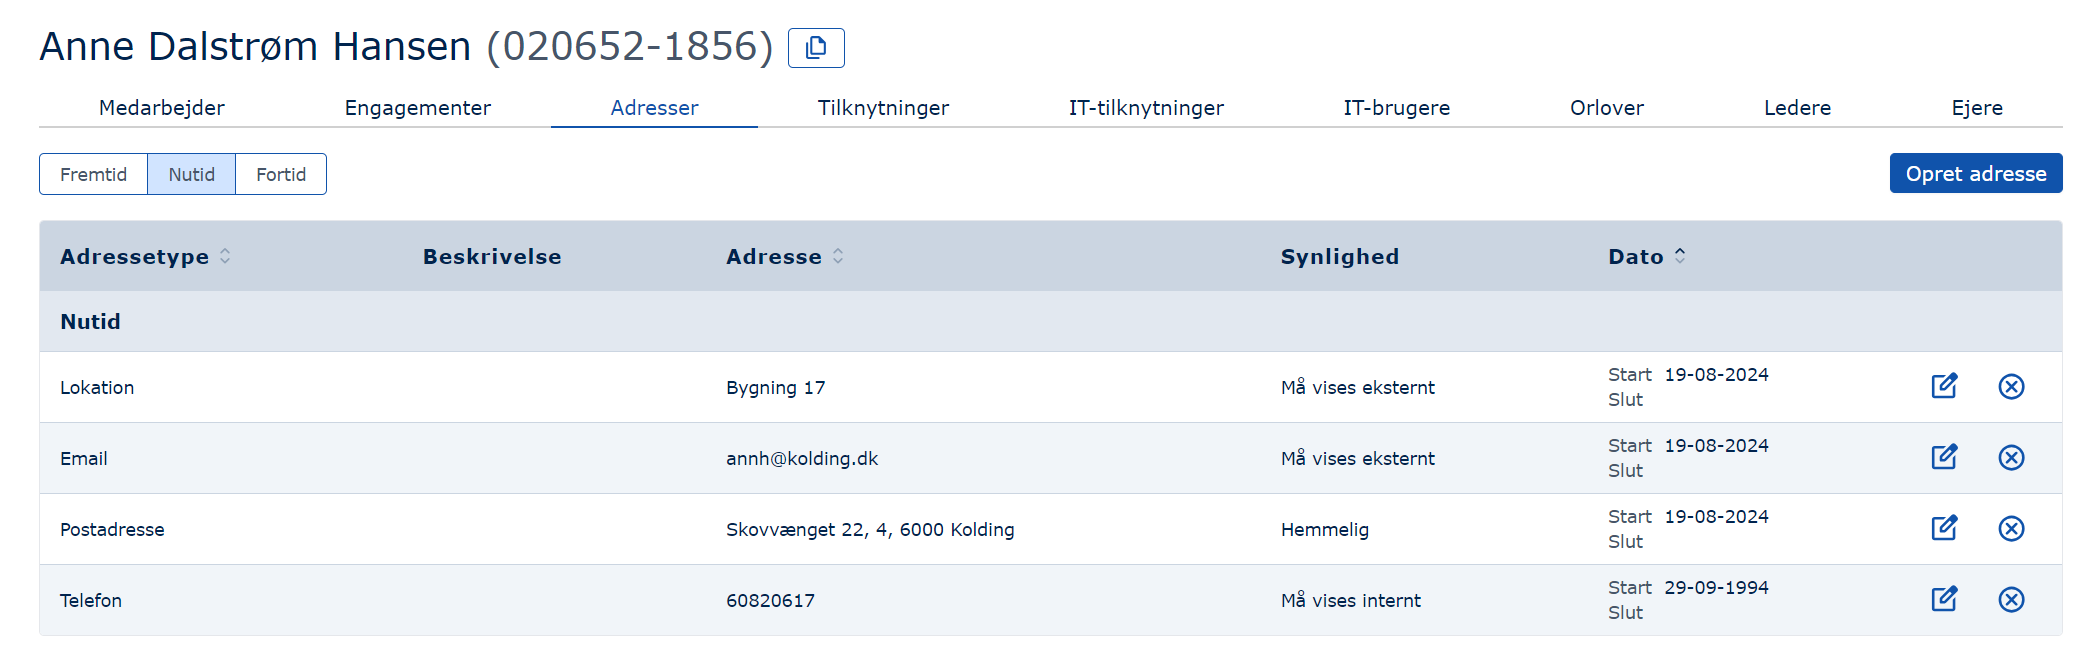 Anne Dalstrøm Hansen (020652-1856)
Medarbejder Engagementer Adresser Tilknytninger IT-tilknytninger IT-brugere Orlover Ledere Ejere
Fremtid Nutid Fortid Opret adresse
Adressetype Beskrivelse Adresse Synlighed Dato
Nutid
Lokation Bygning 17 Må vises eksternt Start 19-08-2024
Slut
Email annh@kolding.dk Må vises eksternt Start 19-08-2024
Slut
Postadresse Skovvænget 22, 4, 6000 Kolding Hemmelig Start 19-08-2024
Slut
Telefon 60820617 Må vises internt Start 29-09-1994
Slut